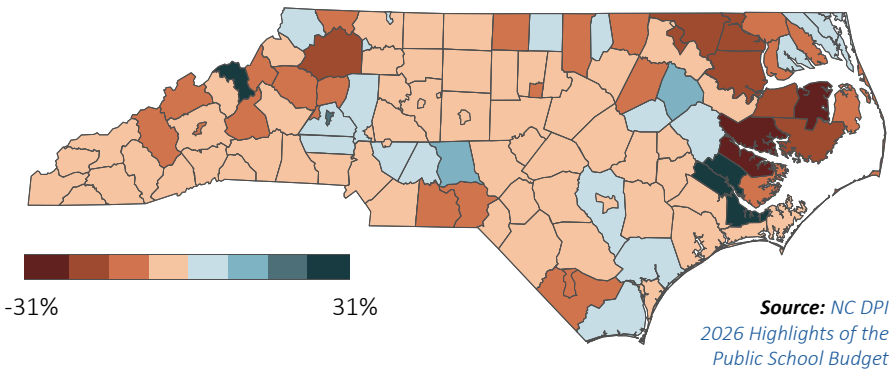 -31%
31%
Source: NC DPI
2026 Highlights of the
Public School Budget